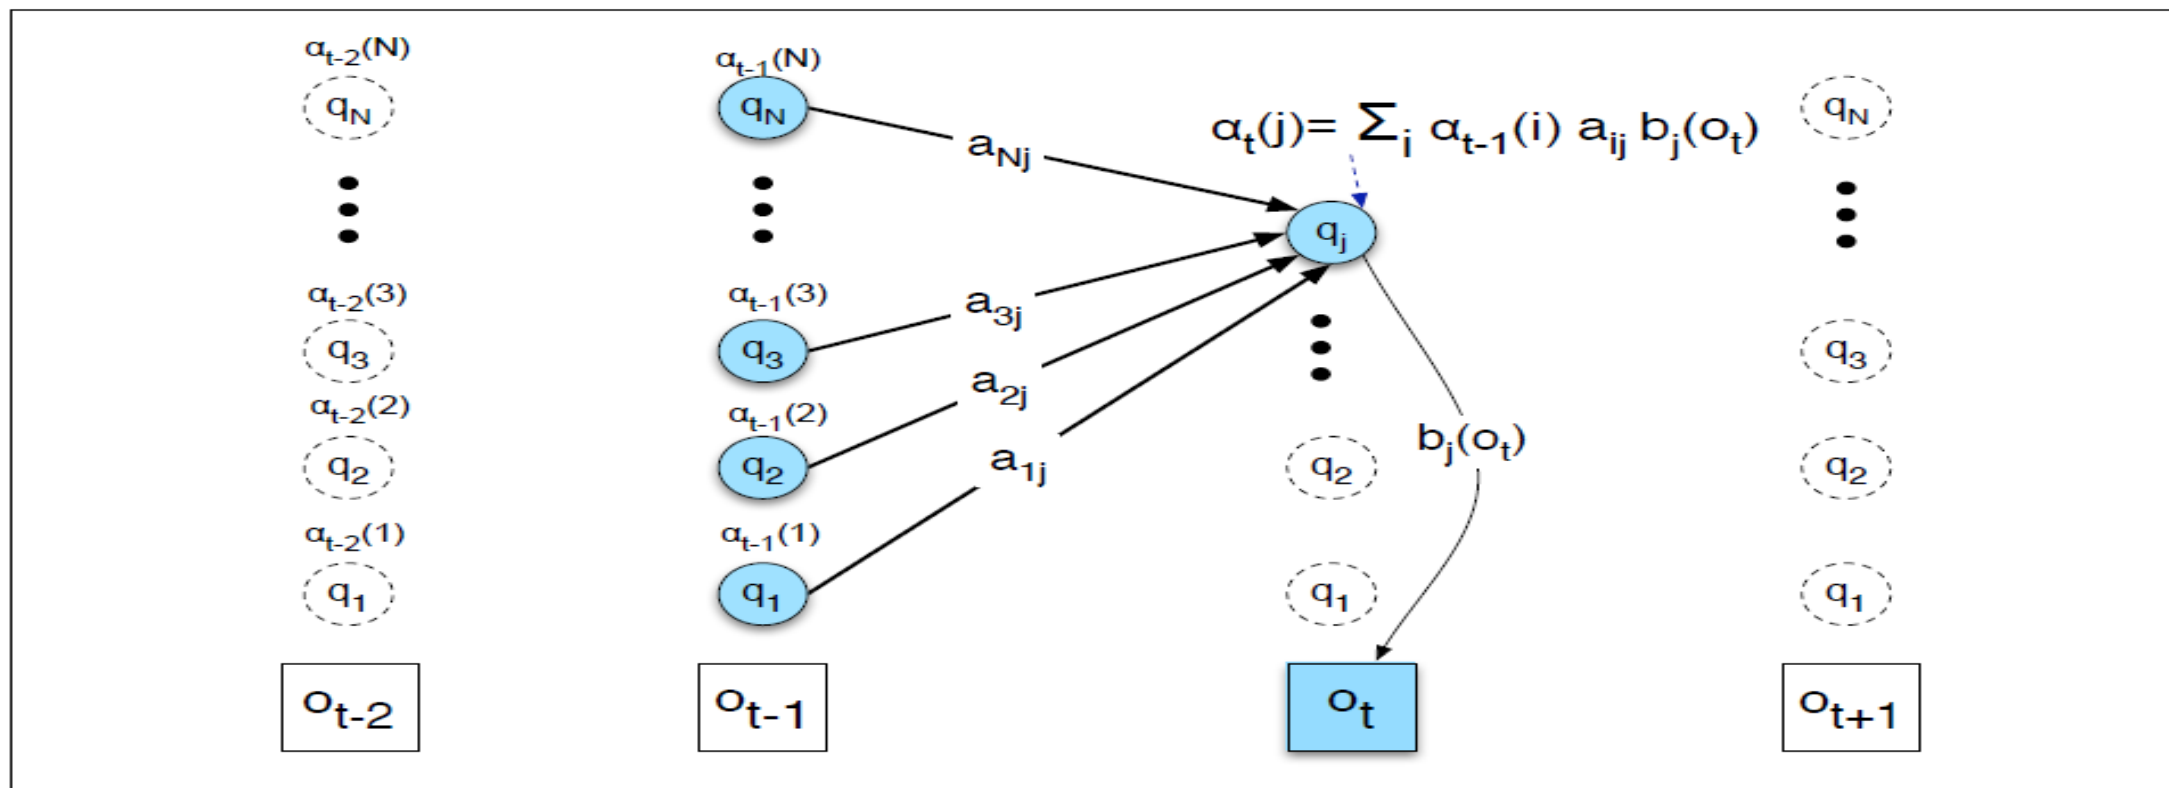 αt-2(N)
qN
αt-2(3)
q3
αt-2(2)
q2
αt-2(1)
q1
ot-2
αt-1(N)
qN
αt-1(3)
q3
αt-1(2)
q2
αt-1(1)
q1
ot-1
aNj
a3j
a2j
a1j
αt(j)= Σi αt-1(i) aij bj(ot)
qj
bj(ot)
q2
q1
ot
qN
q3
q2
q1
ot+1